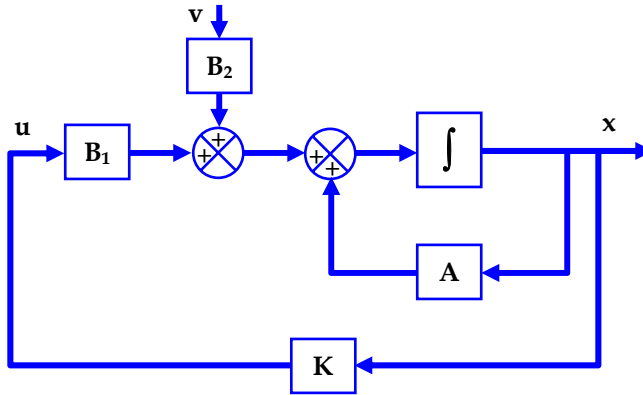 v
B₂
u
B₁
+
+
+
+
∫
x
A
K